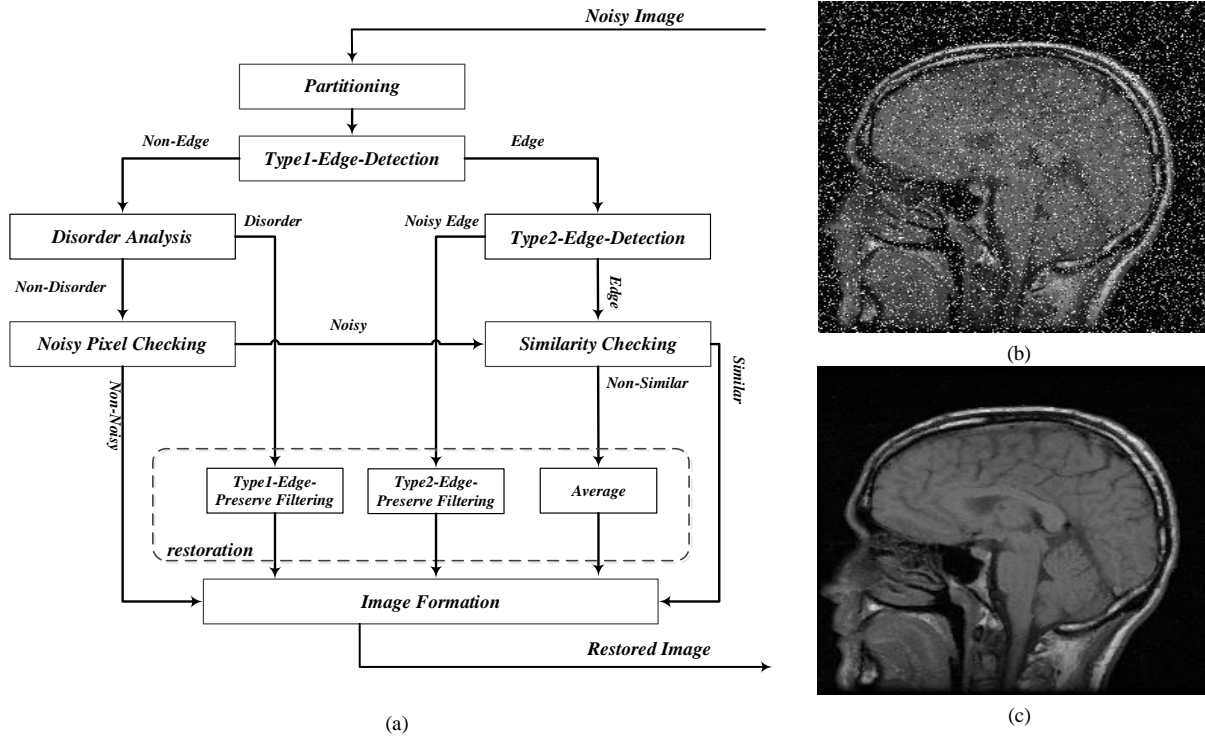 Noisy Image
Partitioning
Non-Edge
Type1-Edge-Detection
Edge
Disorder Analysis
Disorder
Noisy Edge
Type2-Edge-Detection
Non-Disorder
Edge
Noisy Pixel Checking
Noisy
Similarity Checking
Non-Noisy
Non-Similar
Similar
Type1-Edge-
Preserve Filtering
Type2-Edge-
Preserve Filtering
Average
restoration
Image Formation
Restored Image
(a)
(b)
(c)